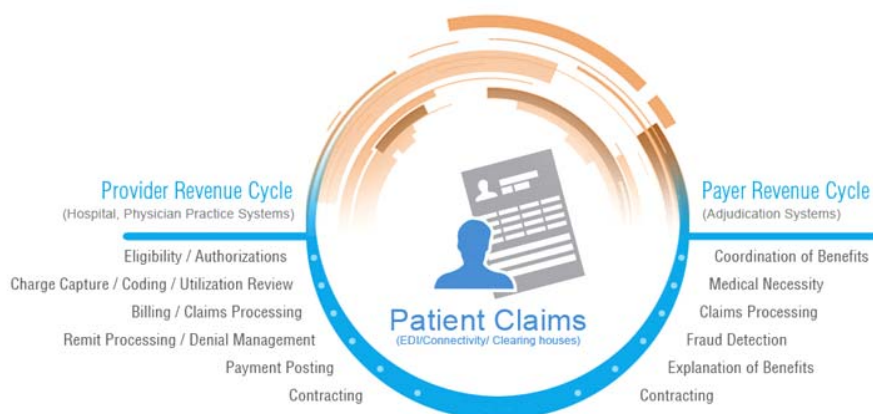 Provider Revenue Cycle
(Hospital, Physician Practice Systems)
Eligibility / Authorizations
Charge Capture / Coding / Utilization Review
Billing / Claims Processing
Remit Processing / Denial Management
Payment Posting
Contracting
Patient Claims
(EDI/Connectivity/ Clearing houses)
Payer Revenue Cycle
(Adjudication Systems)
Coordination of Benefits
Medical Necessity
Claims Processing
Fraud Detection
Explanation of Benefits
Contracting